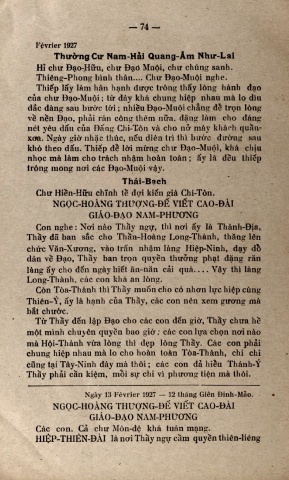 — 74 —
Février 1927
Thường Cư Nam-Hải Quang-Âm Như-Lai
Hỉ chư Đạo-Hữu, chư Đạo Muội, chư chúng sanh.
Thiêng-Phong bình thân.... Chư Đạo-Muội nghe.
Thiếp lấy làm hân hạnh được trông thấy lòng hành đạo
của chư Đạo-Muội; từ đây khá chung hiệp nhau mà lo dìu
dắc đàng sau bước tới; nhiều Đạo-Muội chẳng để trọn lòng
về nền Đạo, phải rán công thêm nữa, đặng làm cho đàng
nét yêu dấu của Đấng Chí-Tôn và cho nở mày khách quần-
xoa. Ngày giờ nhặc thúc, nếu diên trì thì bước đường sau
khó theo dấu. Thiếp để lời mừng chư Đạo-Muội, khá chịu
nhọc mà làm cho trách nhậm hoàn toàn; ấy là đều thiếp
trông mong nơi các Đạo-Muội vậy.
Thái-Bạch
Chư Hiền-Hữu chỉnh tề đợi kiến giá Chí-Tôn.
NGỌC-HOÀNG THƯỢNG-ĐẾ VIẾT CAO-ĐÀI
GIÁO-ĐẠO NAM-PHƯƠNG
Con nghe: Nơi nào Thầy ngự, thì nơi ấy là Thánh-Địa,
Thầy đã ban sắc cho Thần-Hoàng Long-Thành, thăng lên
chức Văn-Xương, vào trấn nhậm làng Hiệp-Ninh, dạy dỗ
dân về Đạo, Thầy ban trọn quyền thưởng phạt đặng răn
làng ấy cho đến ngày biết ăn-năn cải quá.... Vậy thì làng
Long-Thành, các con khá an lòng.
Còn Tòa-Thánh thì Thầy muốn cho có nhơn lực hiệp cùng
Thiên-Ý, ấy là hạnh của Thầy, các con nên xem gương mà
bắt chước.
Từ Thầy đến lập Đạo cho các con đến giờ, Thầy chưa hề
một mình chuyên quyền bao giờ: các con lựa chọn nơi nào
mà Hội-Thánh vừa lòng thì đẹp lòng Thầy. Các con phải
chung hiệp nhau mà lo cho hoàn toàn Tòa-Thánh, chi chi
cũng tại Tây-Ninh đây mà thôi; các con đả hiểu Thánh-Ý
Thầy phải cần kiệm, mỗi sự chi vì phương tiện mà thôi.
Ngày 13 Février 1927 — 12 tháng Giên Đinh-Mão.
NGỌC-HOÀNG THƯỢNG-ĐẾ VIẾT CAO-ĐÀI
GIÁO-ĐẠO NAM-PHƯƠNG
Các con. Cả chư Môn-đệ khá tuân mạng.
HIỆP-THIÊN-ĐÀI là nơi Thầy ngự cầm quyền thiên-liêng